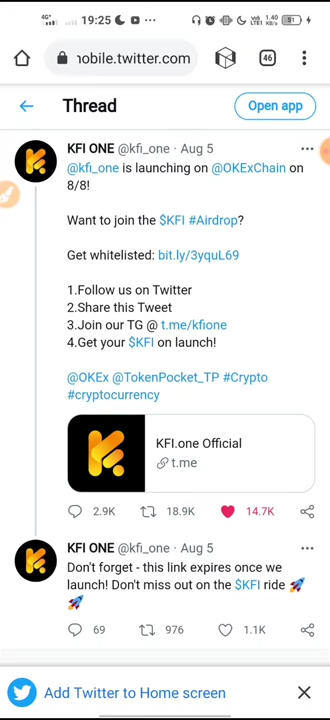 4G+ 19:25 1.40 KB/s 51
mobile.twitter.com 46
Thread Open app
KFI ONE @kfi_one · Aug 5
@kfi_one is launching on @OKExChain on
8/8!
Want to join the $KFI #Airdrop?
Get whitelisted: bit.ly/3yquL69
1.Follow us on Twitter
2.Share this Tweet
3.Join our TG @ t.me/kfione
4.Get your $KFI on launch!
@OKEx @TokenPocket_TP #Crypto
#cryptocurrency
KFI.one Official
t.me
2.9K 18.9K 14.7K
KFI ONE @kfi_one · Aug 5
Don't forget - this link expires once we
launch! Don't miss out on the $KFI ride 🚀
🚀
69 976 1.1K
Add Twitter to Home screen